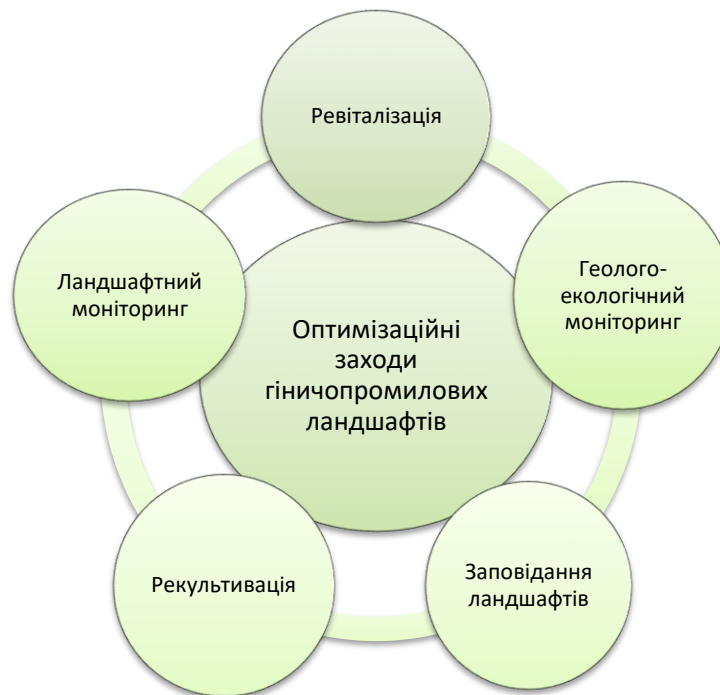 Ревіталізація
Геолого-
екологічний
моніторинг
Ландшафтний
моніторинг
Оптимізаційні
заходи
гіничопромилових
ландшафтів
Рекультивація
Заповідання
ландшафтів